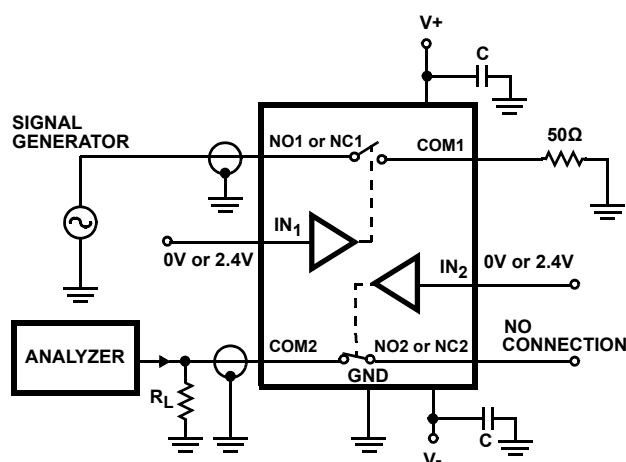 V+
C
SIGNAL
GENERATOR
NO1 or NC1
COM1
50Ω
IN1
0V or 2.4V
IN2
0V or 2.4V
ANALYZER
COM2
NO2 or NC2
NO
CONNECTION
GND
RL
C
V-